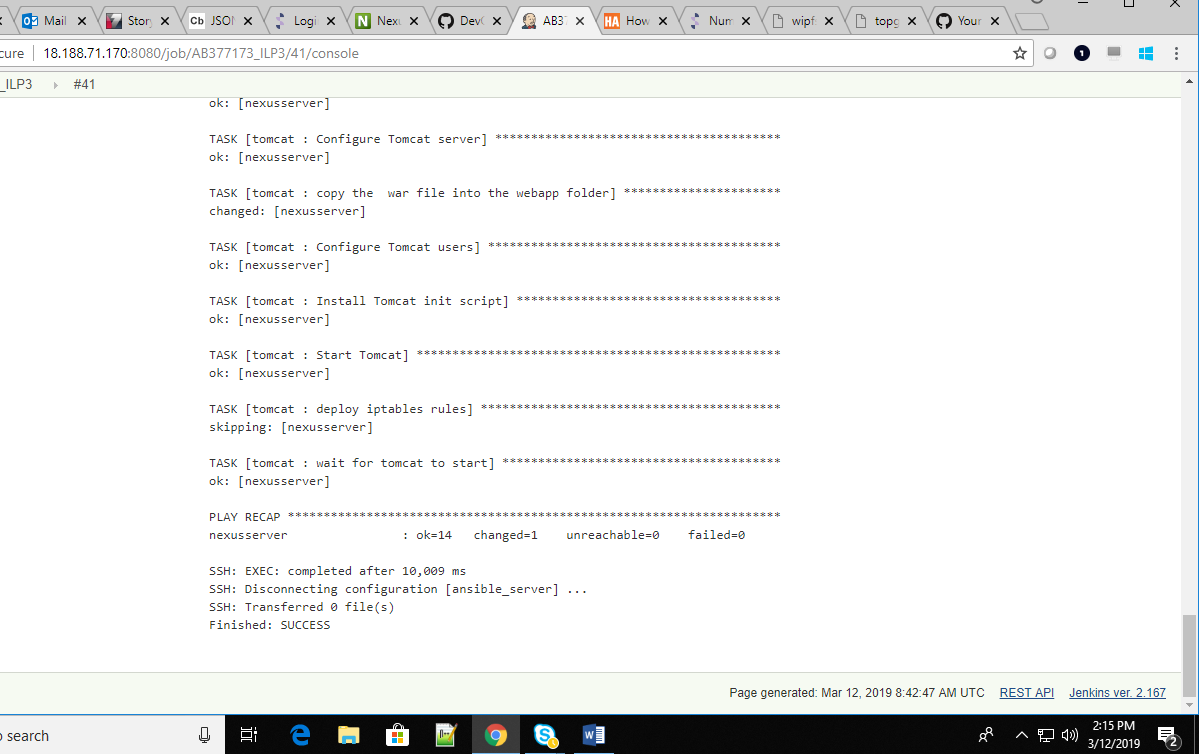 Mail
Story
Cb JSON
Logi
N Nexu
Dev
AB37
HA How
Num
wipf
topg
Your
cure 18.188.71.170:8080/job/AB377173_ILP3/41/console
_ILP3 #41
ok: [nexusserver]
TASK [tomcat : Configure Tomcat server] ****************************************
ok: [nexusserver]
TASK [tomcat : copy the  war file into the webapp folder] **********************
changed: [nexusserver]
TASK [tomcat : Configure Tomcat users] *****************************************
ok: [nexusserver]
TASK [tomcat : Install Tomcat init script] *************************************
ok: [nexusserver]
TASK [tomcat : Start Tomcat] ***************************************************
ok: [nexusserver]
TASK [tomcat : deploy iptables rules] ******************************************
skipping: [nexusserver]
TASK [tomcat : wait for tomcat to start] ***************************************
ok: [nexusserver]
PLAY RECAP *********************************************************************
nexusserver                : ok=14   changed=1    unreachable=0    failed=0
SSH: EXEC: completed after 10,009 ms
SSH: Disconnecting configuration [ansible_server] ...
SSH: Transferred 0 file(s)
Finished: SUCCESS
Page generated: Mar 12, 2019 8:42:47 AM UTC REST API Jenkins ver. 2.167
search
2:15 PM
3/12/2019
2